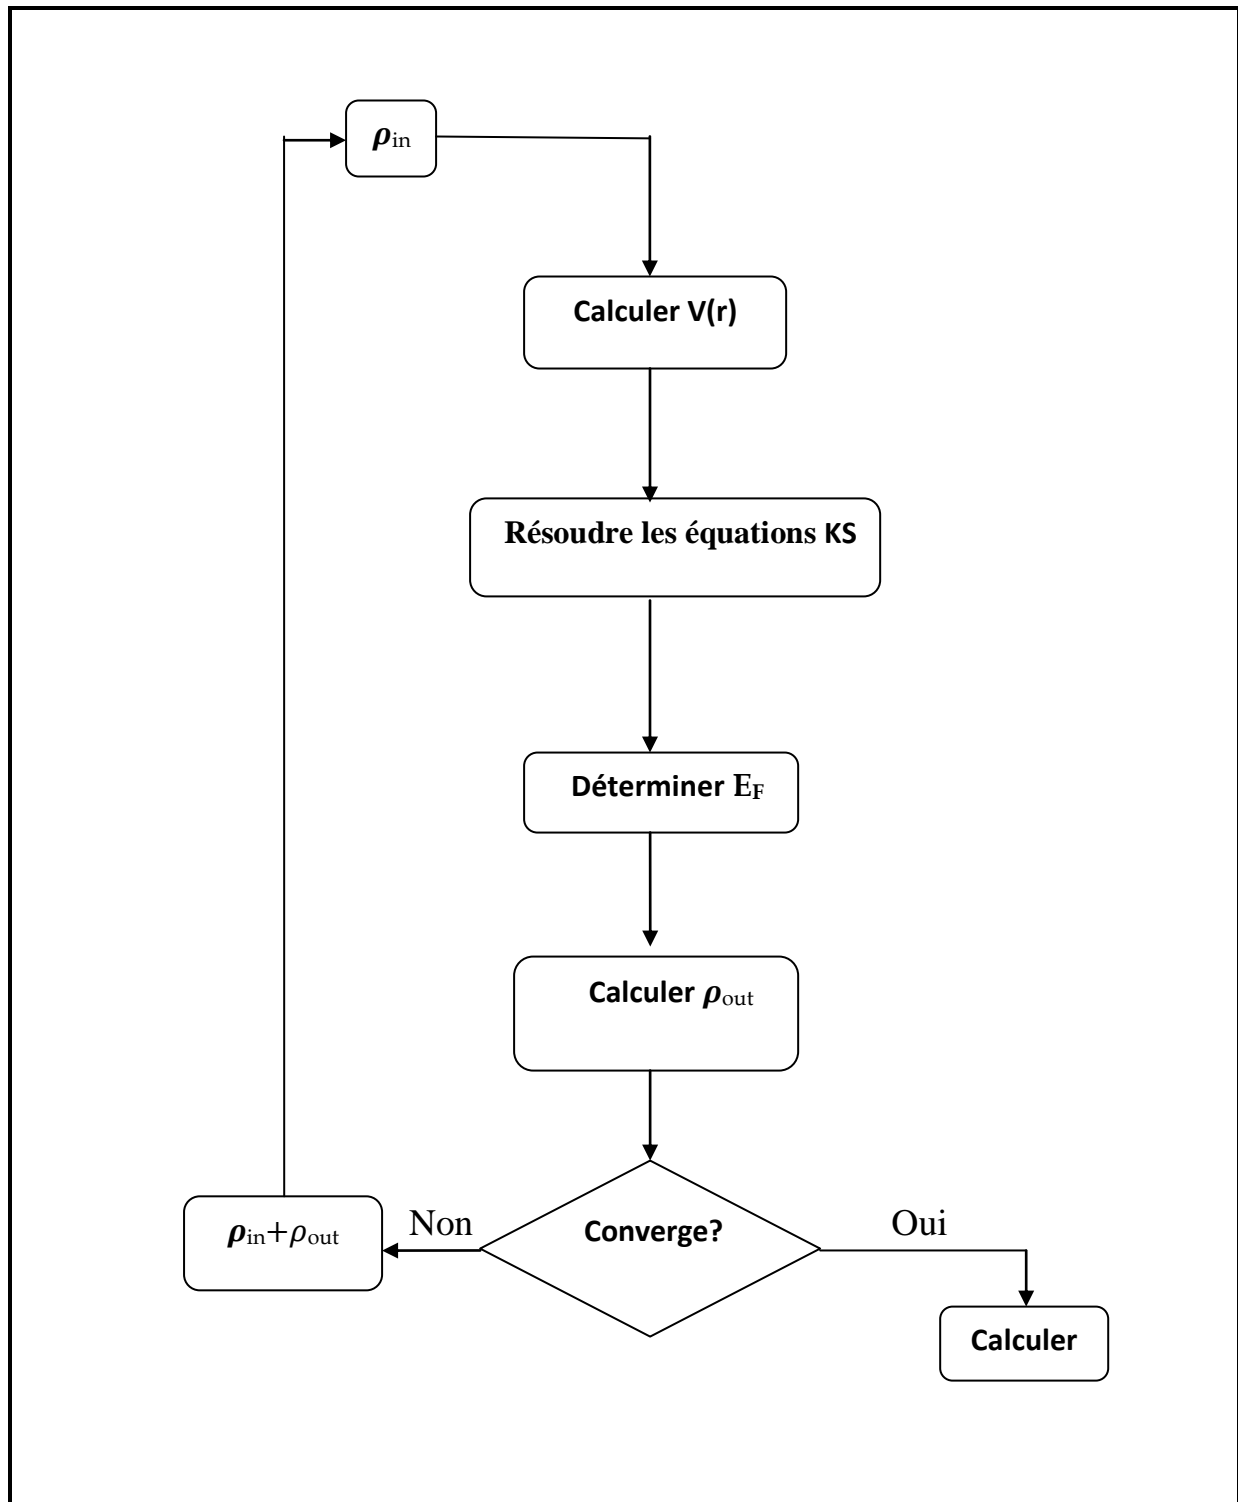 ρin
Calculer V(r)
Résoudre les équations KS
Déterminer EF
Calculer ρout
Converge?
Non
Oui
ρin+ρout
Calculer